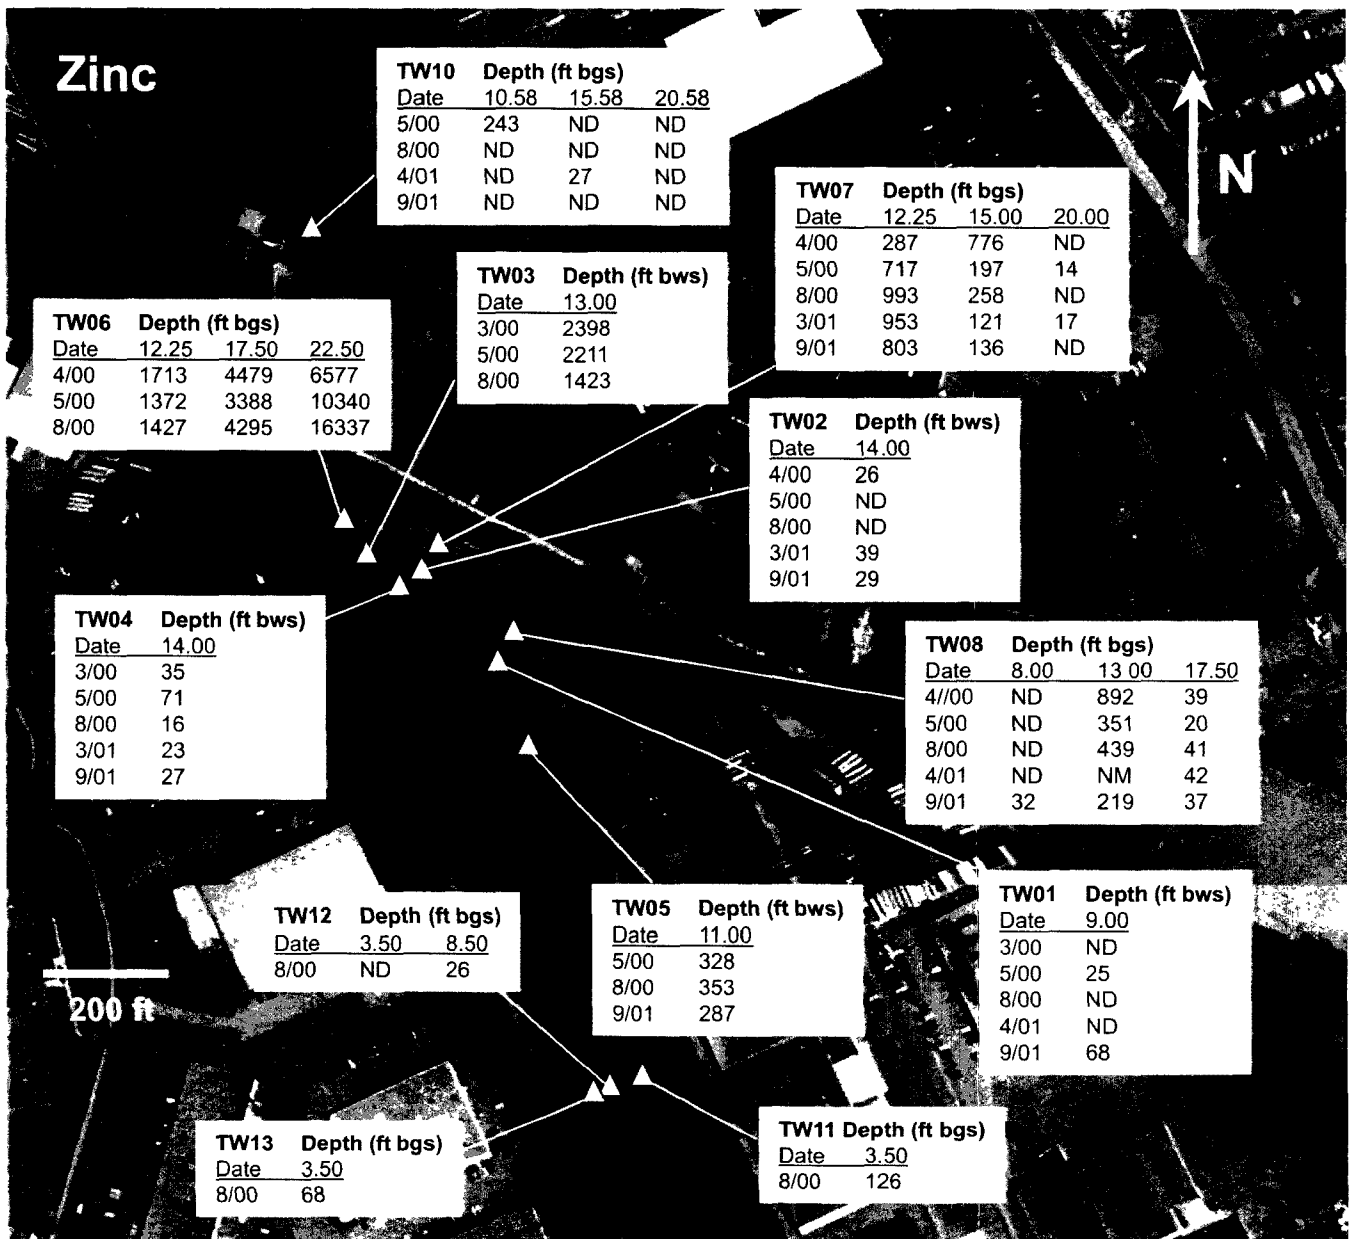 Zinc
TW10 Depth (ft bgs)
Date 10.58 15.58 20.58
5/00 243 ND ND
8/00 ND ND ND
4/01 ND 27 ND
9/01 ND ND ND
N
TW07 Depth (ft bgs)
Date 12.25 15.00 20.00
4/00 287 776 ND
5/00 717 197 14
8/00 993 258 ND
3/01 953 121 17
9/01 803 136 ND
TW03 Depth (ft bws)
Date 13.00
3/00 2398
5/00 2211
8/00 1423
TW06 Depth (ft bgs)
Date 12.25 17.50 22.50
4/00 1713 4479 6577
5/00 1372 3388 10340
8/00 1427 4295 16337
TW02 Depth (ft bws)
Date 14.00
4/00 26
5/00 ND
8/00 ND
3/01 39
9/01 29
TW04 Depth (ft bws)
Date 14.00
3/00 35
5/00 71
8/00 16
3/01 23
9/01 27
TW08 Depth (ft bgs)
Date 8.00 13 00 17.50
4//00 ND 892 39
5/00 ND 351 20
8/00 ND 439 41
4/01 ND NM 42
9/01 32 219 37
TW12 Depth (ft bgs)
Date 3.50 8.50
8/00 ND 26
TW05 Depth (ft bws)
Date 11.00
5/00 328
8/00 353
9/01 287
TW01 Depth (ft bws)
Date 9.00
3/00 ND
5/00 25
8/00 ND
4/01 ND
9/01 68
200 ft
TW13 Depth (ft bgs)
Date 3.50
8/00 68
TW11 Depth (ft bgs)
Date 3.50
8/00 126